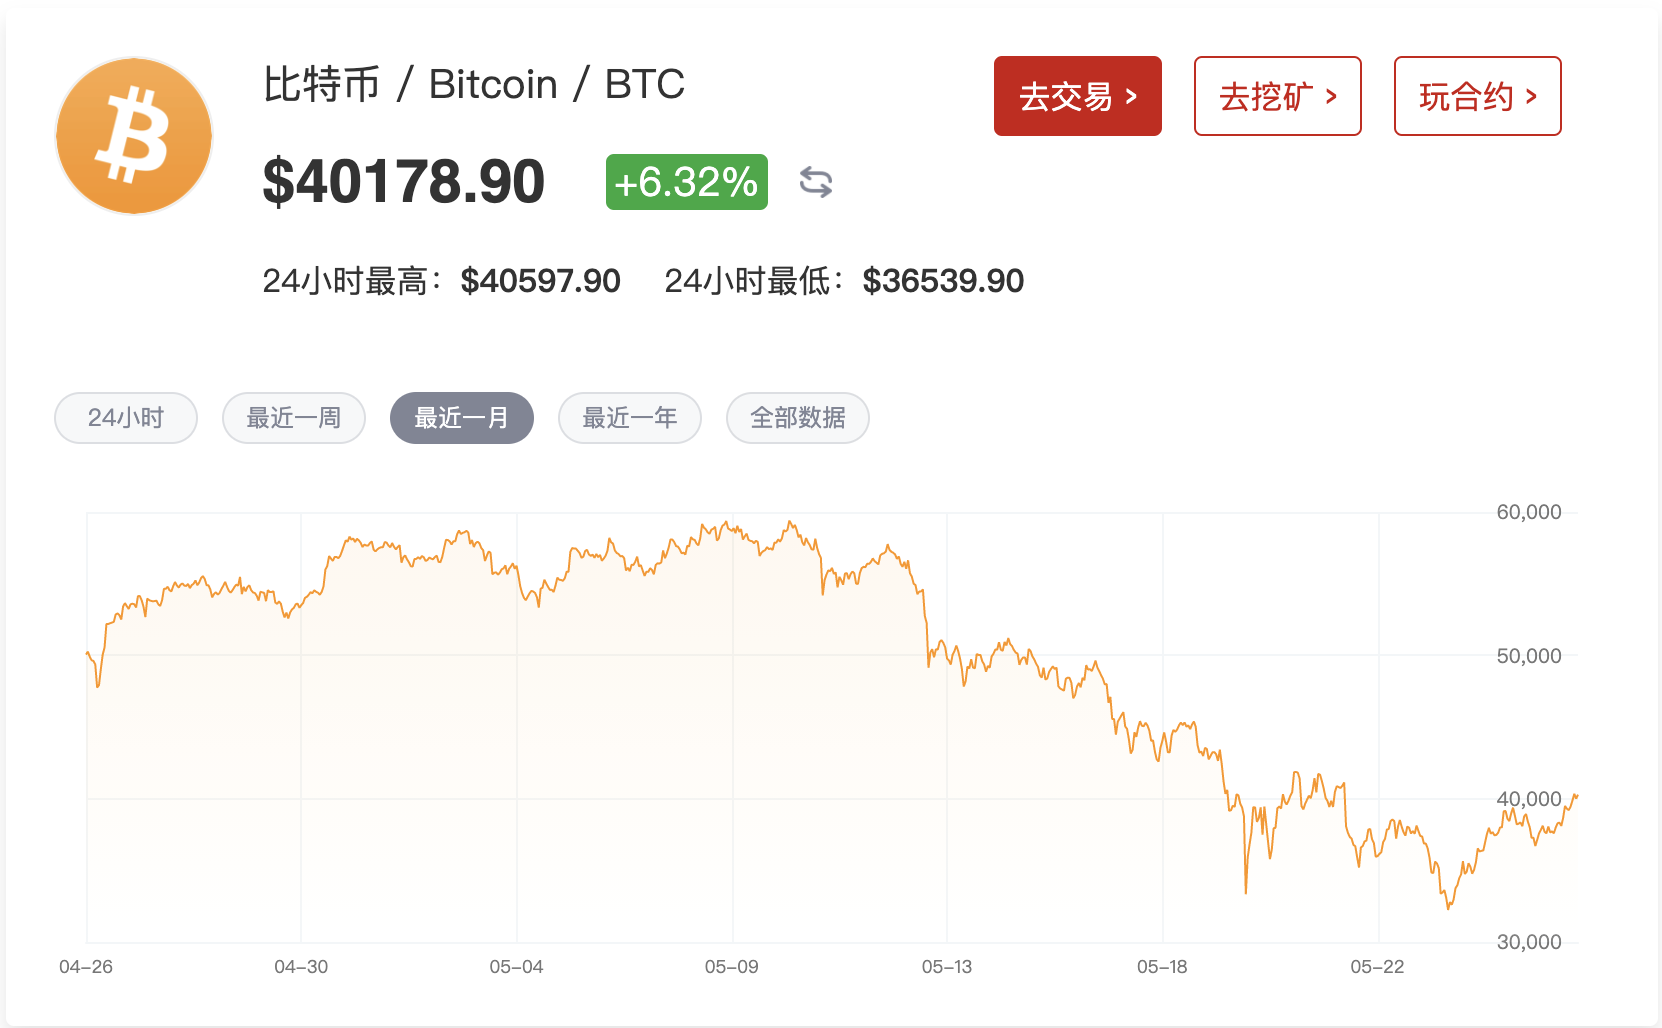 比特币 / Bitcoin / BTC
去交易 >
去挖矿 >
玩合约 >
$40178.90
+6.32%
24小时最高：$40597.90 24小时最低：$36539.90
24小时
最近一周
最近一月
最近一年
全部数据
60,000
50,000
40,000
30,000
04-26
04-30
05-04
05-09
05-13
05-18
05-22